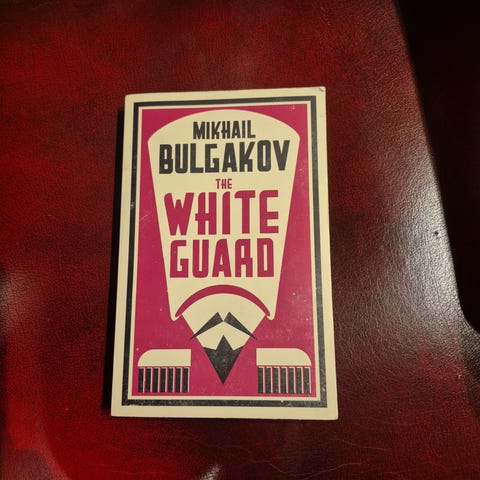 MIKHAIL
BULGAKOV
THE
WHITE
GUARD